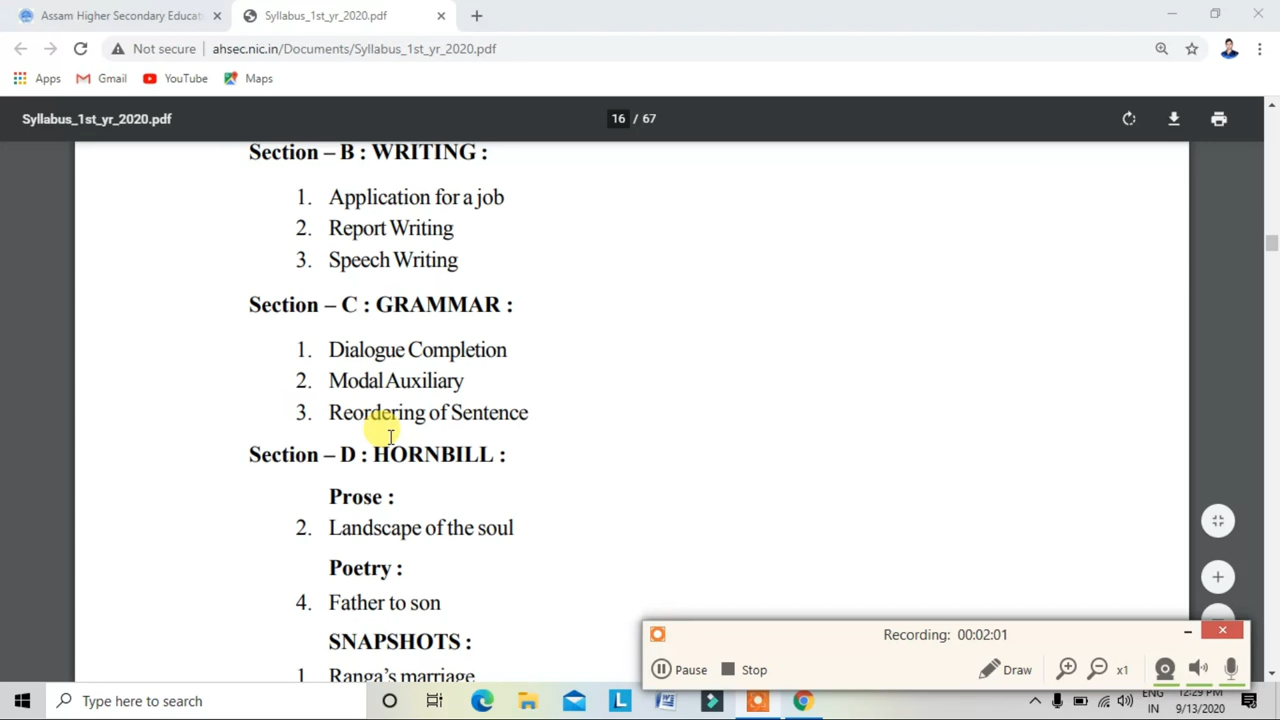 Assam Higher Secondary Educat
Syllabus_1st_yr_2020.pdf
Not secure
ahsec.nic.in/Documents/Syllabus_1st_yr_2020.pdf
Apps
Gmail
YouTube
Maps
Syllabus_1st_yr_2020.pdf
16 / 67
Section – B : WRITING :
1. Application for a job
2. Report Writing
3. Speech Writing
Section – C : GRAMMAR :
1. Dialogue Completion
2. Modal Auxiliary
3. Reordering of Sentence
Section – D : HORNBILL :
Prose :
2. Landscape of the soul
Poetry :
4. Father to son
SNAPSHOTS :
1 Ranga's marriage
Recording: 00:02:01
Pause
Stop
Draw
x1
Type here to search
ENG
IN
12:29 PM
9/13/2020